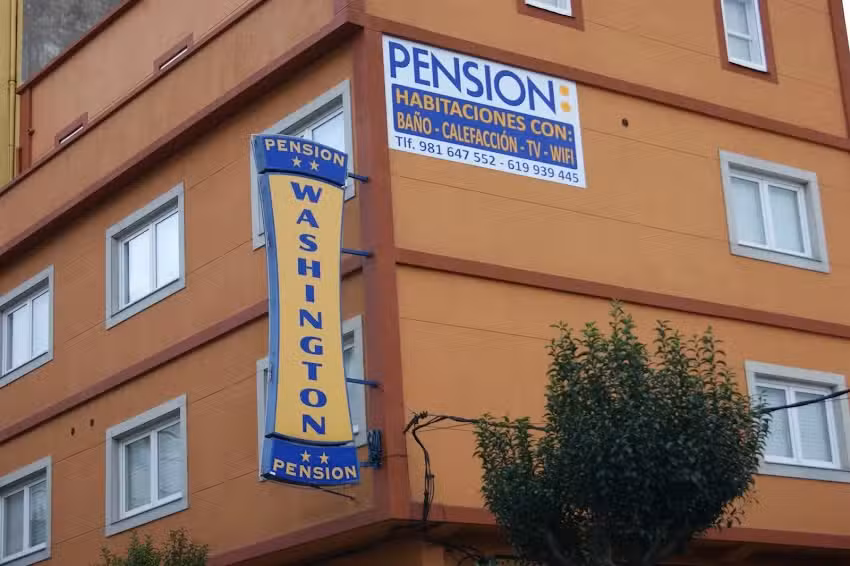 PENSION:
HABITACIONES CON:
BAÑO - CALEFACCIÓN - TV - WIFI
Tlf. 981 647 552 - 619 939 445
PENSION
★★
WASHINGTON
★★
PENSION